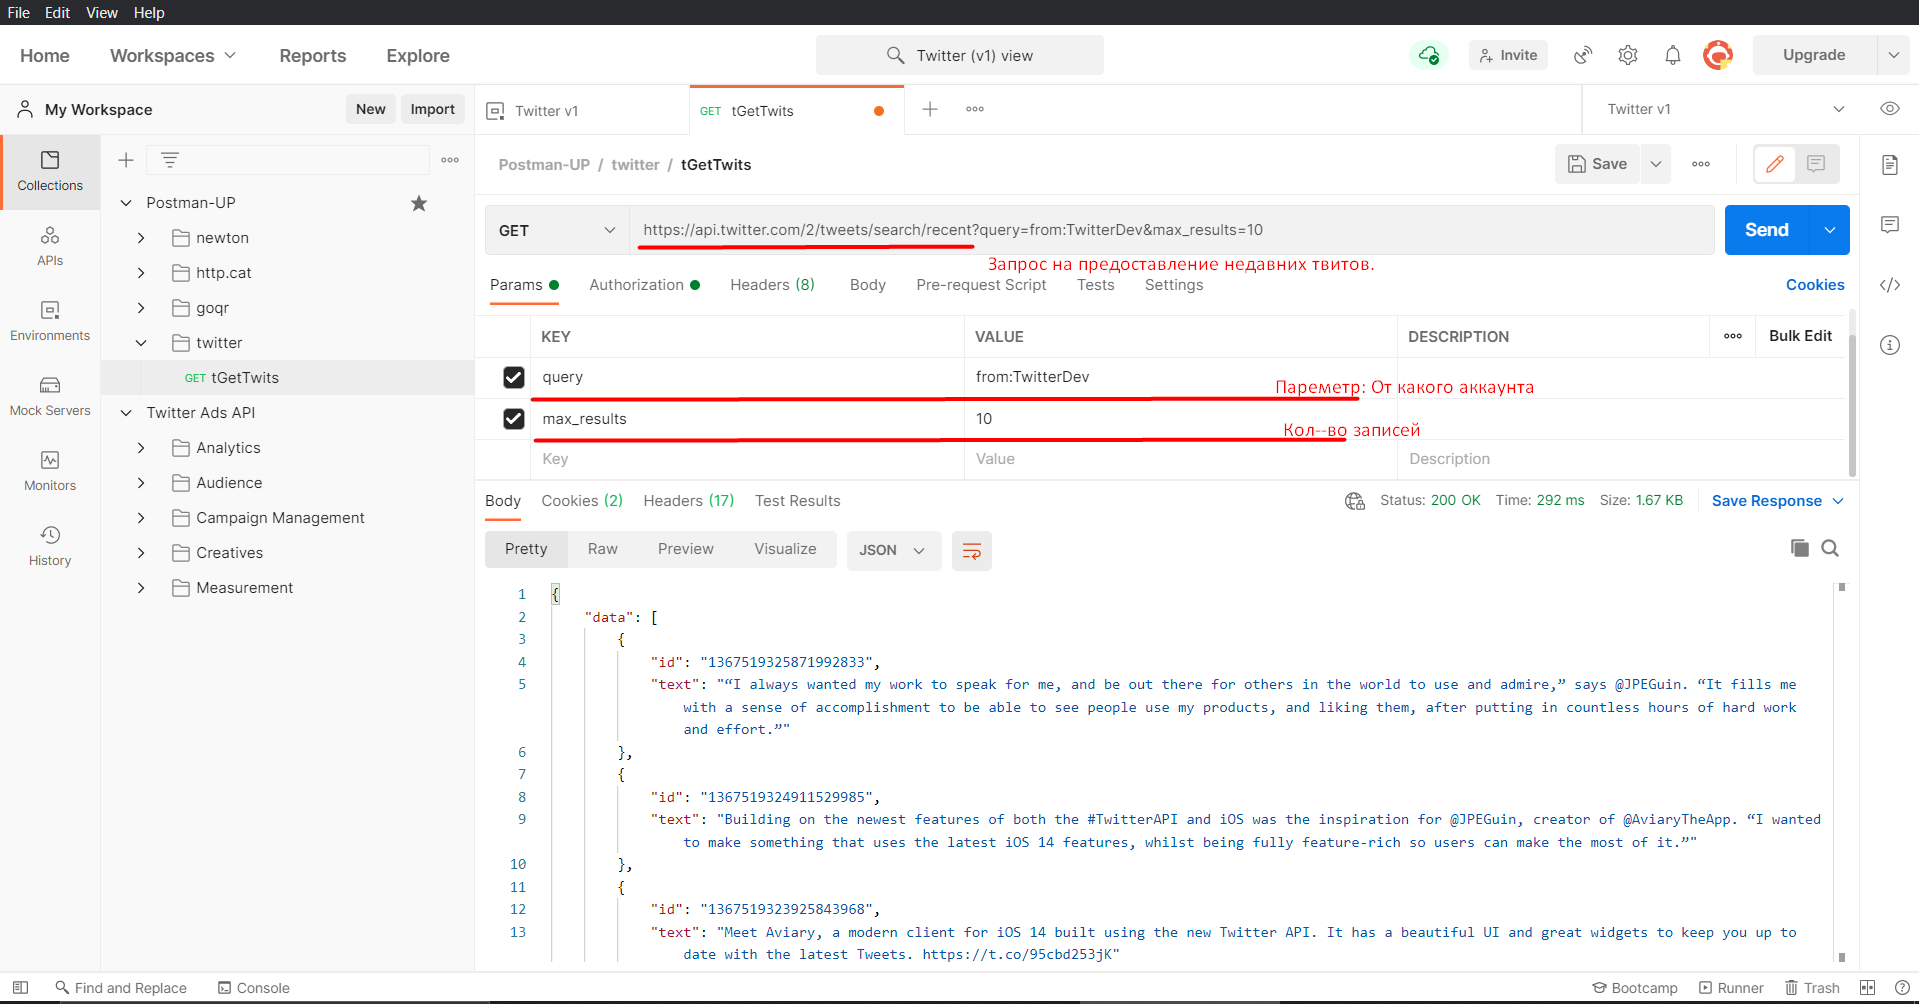 File Edit View Help
Home Workspaces Reports Explore
Twitter (v1) view
Invite
Upgrade
My Workspace
New Import
Twitter v1
GET tGetTwits
Twitter v1
Collections
APIs
Environments
Mock Servers
Monitors
History
Postman-UP
newton
http.cat
goqr
twitter
GET tGetTwits
Twitter Ads API
Analytics
Audience
Campaign Management
Creatives
Measurement
Postman-UP / twitter / tGetTwits
Save
GET https://api.twitter.com/2/tweets/search/recent?query=from:TwitterDev&max_results=10
Send
Запрос на предоставление недавних твитов.
Params Authorization Headers (8) Body Pre-request Script Tests Settings
Cookies
KEY VALUE DESCRIPTION Bulk Edit
query from:TwitterDev
Пареметр: От какого аккаунта
max_results 10
Кол--во записей
Key Value Description
Body Cookies (2) Headers (17) Test Results
Status: 200 OK Time: 292 ms Size: 1.67 KB Save Response
Pretty Raw Preview Visualize JSON
1 {
2 "data": [
3 {
4 "id": "1367519325871992833",
5 "text": "“I always wanted my work to speak for me, and be out there for others in the world to use and admire,” says @JPEGuin. “It fills me
with a sense of accomplishment to be able to see people use my products, and liking them, after putting in countless hours of hard work
and effort.”"
6 },
7 {
8 "id": "1367519324911529985",
9 "text": "Building on the newest features of both the #TwitterAPI and iOS was the inspiration for @JPEGuin, creator of @AviaryTheApp. “I wanted
to make something that uses the latest iOS 14 features, whilst being fully feature-rich so users can make the most of it.”"
10 },
11 {
12 "id": "1367519323925843968",
13 "text": "Meet Aviary, a modern client for iOS 14 built using the new Twitter API. It has a beautiful UI and great widgets to keep you up to
date with the latest Tweets. https://t.co/95cbd253jK"
Find and Replace Console
Bootcamp Runner Trash